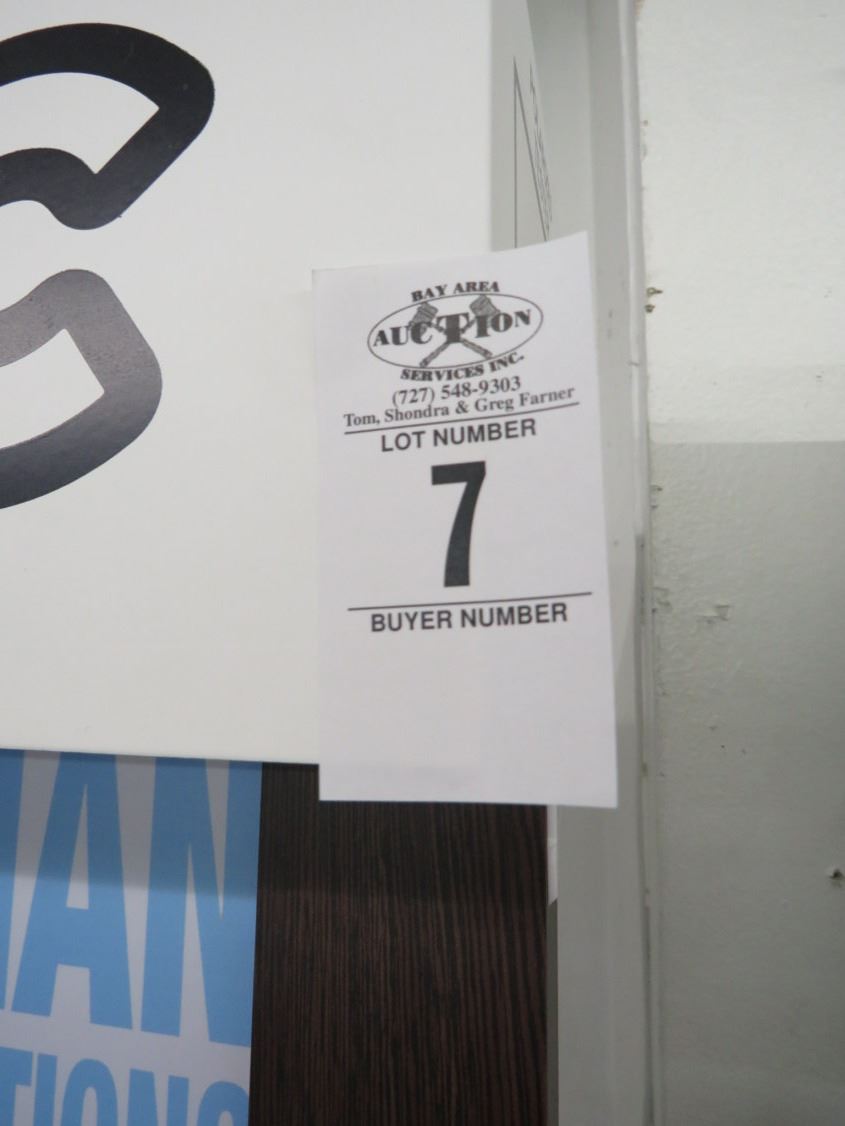 BAY AREA
AUCTION
SERVICES INC.
(727) 548-9303
Tom, Shondra & Greg Farner
LOT NUMBER
7
BUYER NUMBER